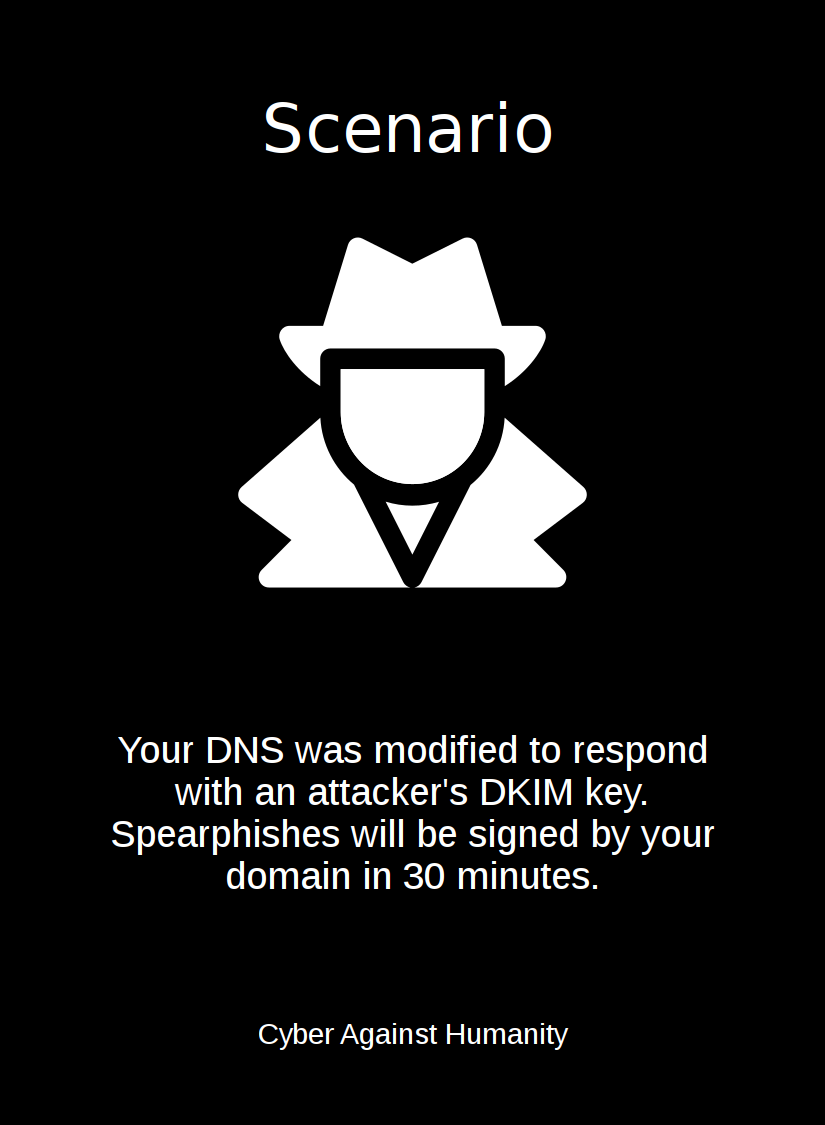 Scenario
Your DNS was modified to respond
with an attacker's DKIM key.
Spearphishes will be signed by your
domain in 30 minutes.
Cyber Against Humanity